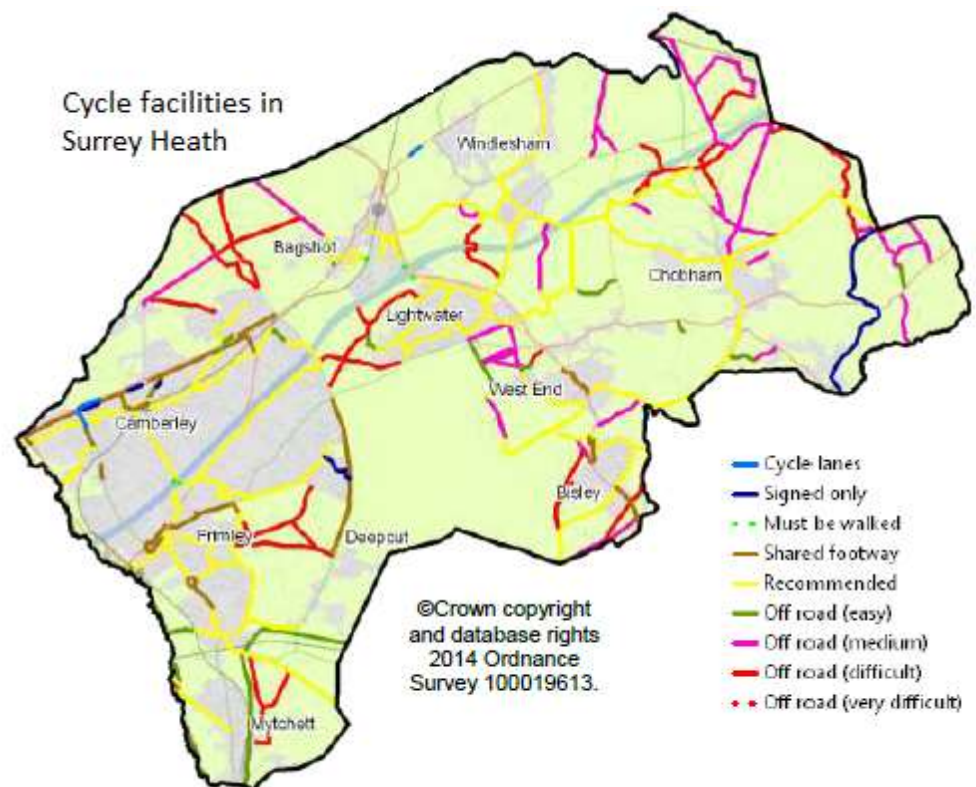 Cycle facilities in
Surrey Heath
Windlesham
Bagshot
Chobham
Lightwater
West End
Camberley
Bisley
Frimley
Deepcut
Mytchett
©Crown copyright
and database rights
2014 Ordnance
Survey 100019613.
Cycle lanes
Signed only
Must be walked
Shared footway
Recommended
Off road (easy)
Off road (medium)
Off road (difficult)
Off road (very difficult)